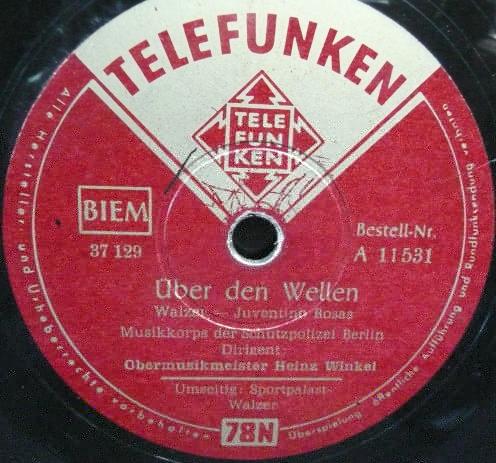 TELEFUNKEN
TELE
FUN
KEN
BIEM
37 129
Bestell-Nr.
A 11531
Über den Wellen
Walzer - Juventino Rosas
Musikkorps der Schutzpolizei Berlin
Dirigent:
Obermusikmeister Heinz Winkel
Umseitig: Sportpalast-
Walzer
78N
Alle Hersteller- und Urheberrechte vorbehalten
Überspielung öffentliche Aufführung und Rundfunksendung verboten